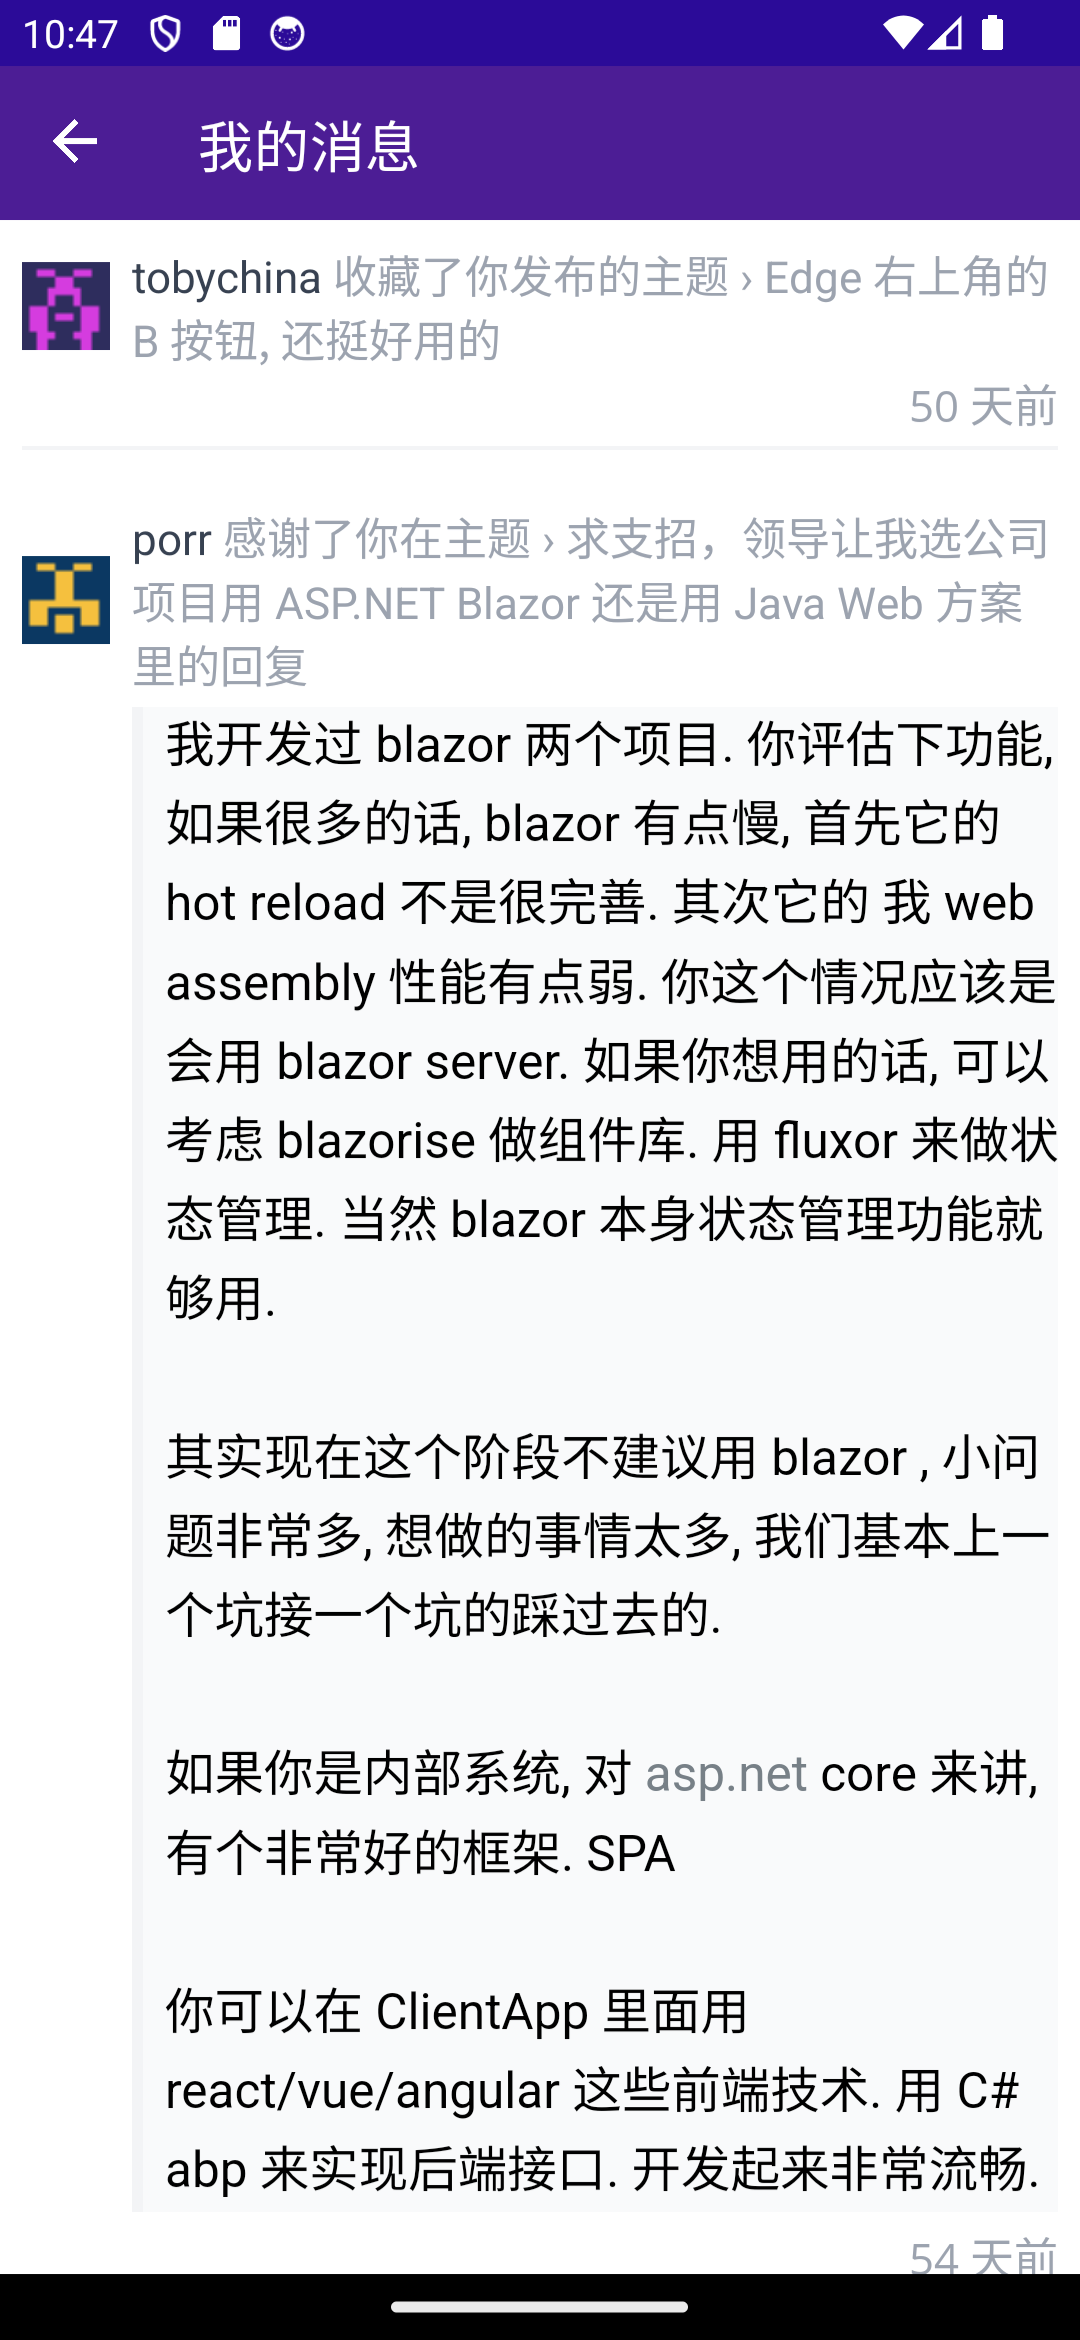 10:47
我的消息
tobychina 收藏了你发布的主题 › Edge 右上角的
B 按钮, 还挺好用的
50 天前
porr 感谢了你在主题 › 求支招，领导让我选公司
项目用 ASP.NET Blazor 还是用 Java Web 方案
里的回复
我开发过 blazor 两个项目. 你评估下功能,
如果很多的话, blazor 有点慢, 首先它的
hot reload 不是很完善. 其次它的 我 web
assembly 性能有点弱. 你这个情况应该是
会用 blazor server. 如果你想用的话, 可以
考虑 blazorise 做组件库. 用 fluxor 来做状
态管理. 当然 blazor 本身状态管理功能就
够用.
其实现在这个阶段不建议用 blazor , 小问
题非常多, 想做的事情太多, 我们基本上一
个坑接一个坑的踩过去的.
如果你是内部系统, 对 asp.net core 来讲,
有个非常好的框架. SPA
你可以在 ClientApp 里面用
react/vue/angular 这些前端技术. 用 C#
abp 来实现后端接口. 开发起来非常流畅.
54 天前